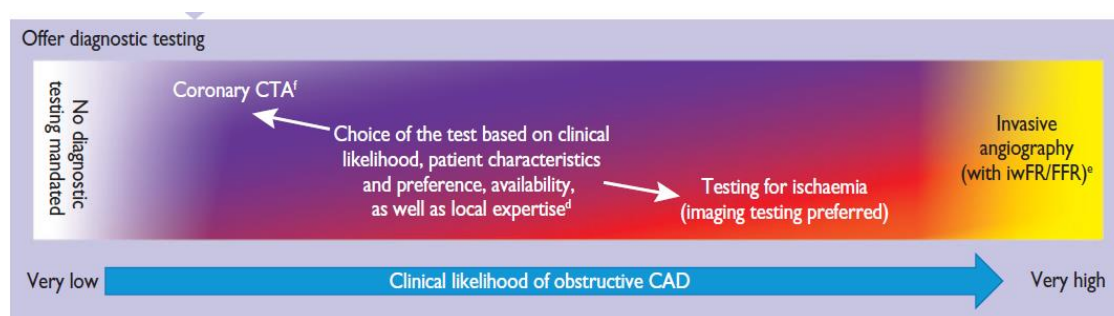 Offer diagnostic testing
No diagnostic
testing mandated
Coronary CTAf
Choice of the test based on clinical
likelihood, patient characteristics
and preference, availability,
as well as local expertised
Testing for ischaemia
(imaging testing preferred)
Invasive
angiography
(with iwFR/FFR)e
Very low
Clinical likelihood of obstructive CAD
Very high